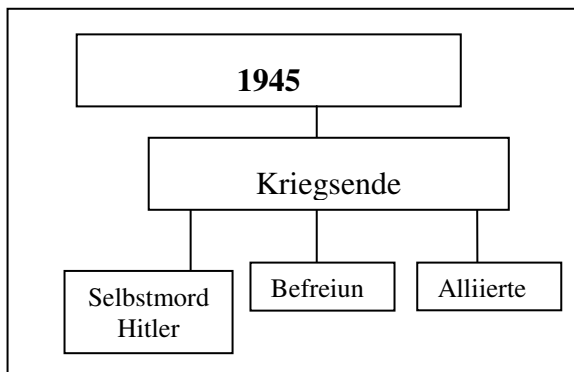 1945
Kriegsende
Selbstmord
Hitler
Befreiun
Alliierte